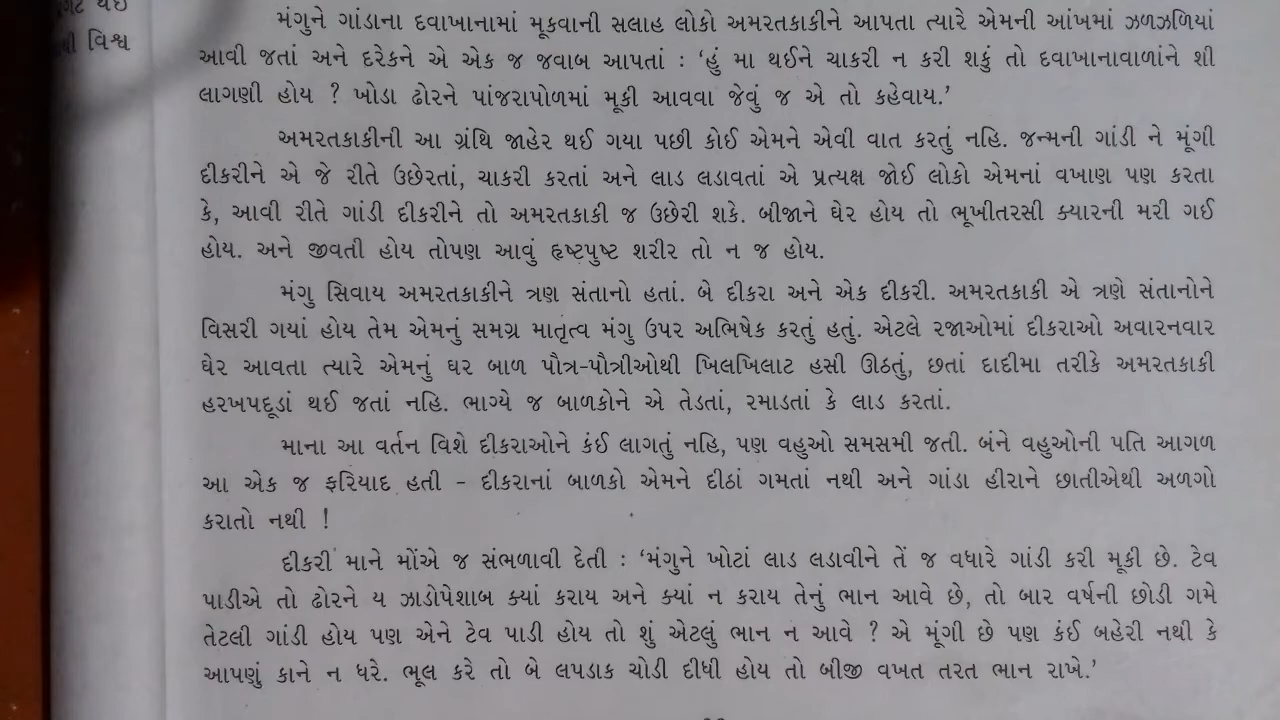 વિશ્વ
મંગુને ગાંડાના દવાખાનામાં મૂકવાની સલાહ લોકો અમરતકાકીને આપતા ત્યારે એમની આંખમાં ઝળઝળિયાં
આવી જતાં અને દરેકને એ એક જ જવાબ આપતાં : ‘હું મા થઈને ચાકરી ન કરી શકું તો દવાખાનાવાળાંને શી
લાગણી હોય ? ખોડા ઢોરને પાંજરાપોળમાં મૂકી આવવા જેવું જ એ તો કહેવાય.’
અમરતકાકીની આ ગ્રંથિ જાહેર થઈ ગયા પછી કોઈ એમને એવી વાત કરતું નહિ. જન્મની ગાંડી ને મૂંગી
દીકરીને એ જે રીતે ઉછેરતાં, ચાકરી કરતાં અને લાડ લડાવતાં એ પ્રત્યક્ષ જોઈ લોકો એમનાં વખાણ પણ કરતા
કે, આવી રીતે ગાંડી દીકરીને તો અમરતકાકી જ ઉછેરી શકે. બીજાને ઘેર હોય તો ભૂખીતરસી ક્યારની મરી ગઈ
હોય. અને જીવતી હોય તોપણ આવું હૃષ્ટપુષ્ટ શરીર તો ન જ હોય.
મંગુ સિવાય અમરતકાકીને ત્રણ સંતાનો હતાં. બે દીકરા અને એક દીકરી. અમરતકાકી એ ત્રણે સંતાનોને
વિસરી ગયાં હોય તેમ એમનું સમગ્ર માતૃત્વ મંગુ ઉપર અભિષેક કરતું હતું. એટલે રજાઓમાં દીકરાઓ અવારનવાર
ઘેર આવતા ત્યારે એમનું ઘર બાળ પૌત્ર-પૌત્રીઓથી ખિલખિલાટ હસી ઊઠતું, છતાં દાદીમા તરીકે અમરતકાકી
હરખપદૂડાં થઈ જતાં નહિ. ભાગ્યે જ બાળકોને એ તેડતાં, રમાડતાં કે લાડ કરતાં.
માના આ વર્તન વિશે દીકરાઓને કંઈ લાગતું નહિ, પણ વહુઓ સમસમી જતી. બંને વહુઓની પતિ આગળ
આ એક જ ફરિયાદ હતી – દીકરાનાં બાળકો એમને દીઠાં ગમતાં નથી અને ગાંડા હીરાને છાતીએથી અળગો
કરાતો નથી !
દીકરી માને મોંએ જ સંભળાવી દેતી : ‘મંગુને ખોટાં લાડ લડાવીને તેં જ વધારે ગાંડી કરી મૂકી છે. ટેવ
પાડીએ તો ઢોરને ય ઝાડોપેશાબ ક્યાં કરાય અને ક્યાં ન કરાય તેનું ભાન આવે છે, તો બાર વર્ષની છોડી ગમે
તેટલી ગાંડી હોય પણ એને ટેવ પાડી હોય તો શું એટલું ભાન ન આવે ? એ મૂંગી છે પણ કંઈ બહેરી નથી કે
આપણું કાને ન ધરે. ભૂલ કરે તો બે લપડાક ચોડી દીધી હોય તો બીજી વખત તરત ભાન રાખે.’